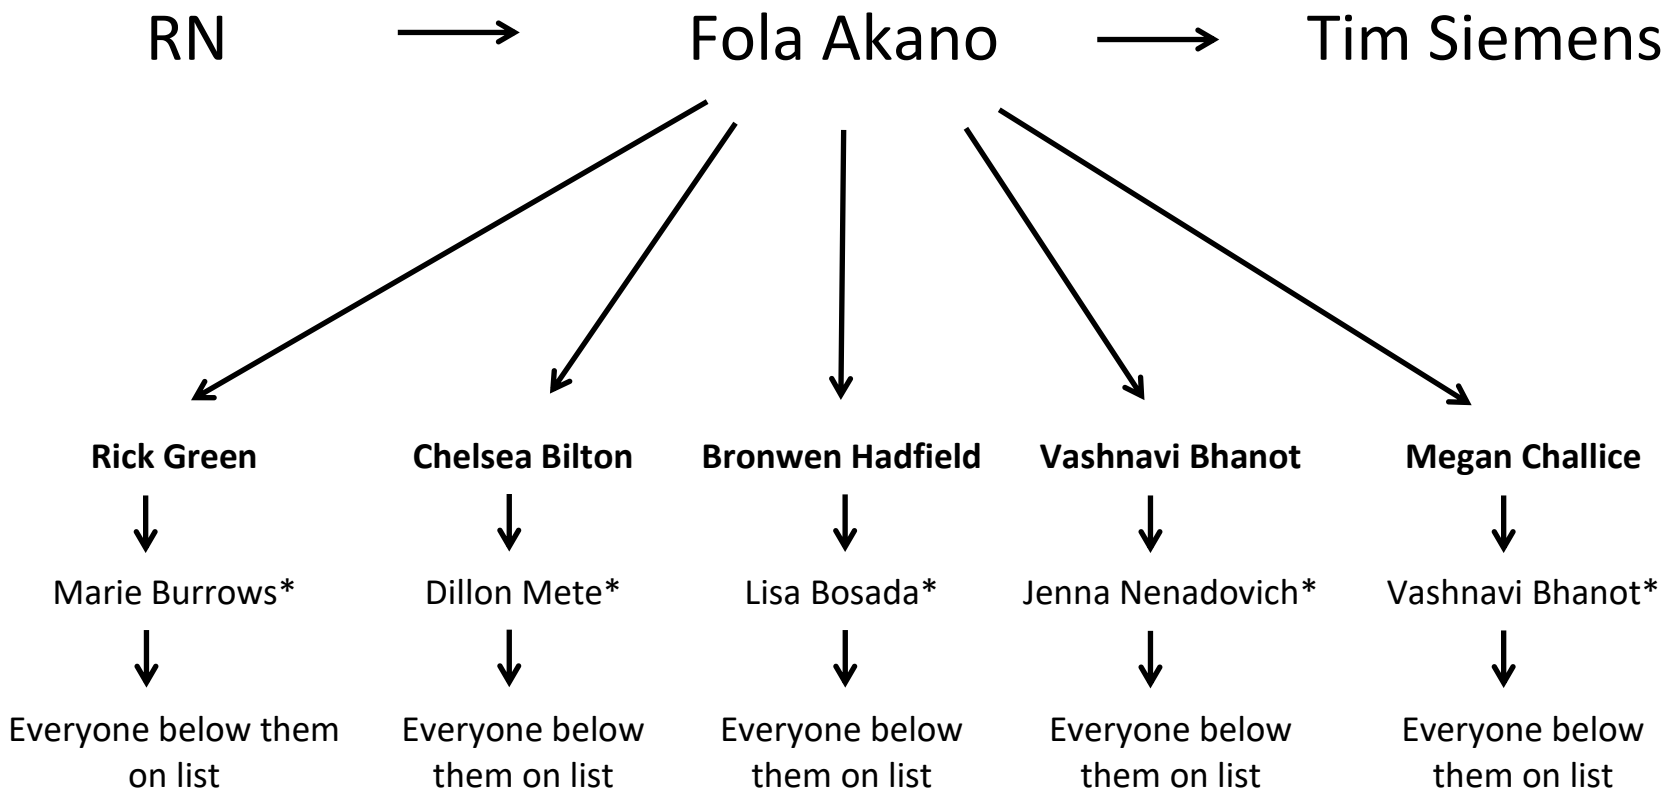 RN Fola Akano Tim Siemens
Rick Green Chelsea Bilton Bronwen Hadfield Vashnavi Bhanot Megan Challice
Marie Burrows* Dillon Mete* Lisa Bosada* Jenna Nenadovich* Vashnavi Bhanot*
Everyone below them
on list
Everyone below
them on list
Everyone below
them on list
Everyone below
them on list
Everyone below
them on list